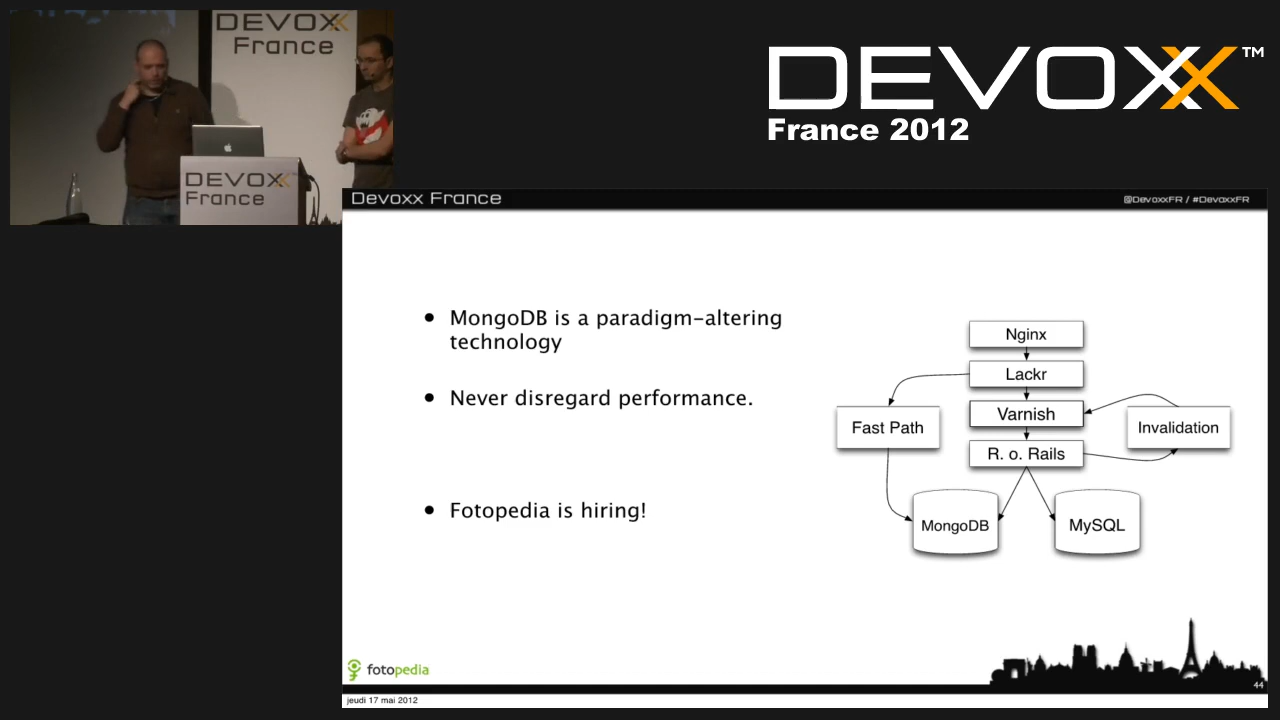 DEVOXX
France
DEVOXX
France
DEVOXX™
France 2012
Devoxx France
@DevoxxFR / #DevoxxFR
• MongoDB is a paradigm-altering
technology
• Never disregard performance.
• Fotopedia is hiring!
Nginx
Lackr
Varnish
R. o. Rails
Fast Path
Invalidation
MongoDB
MySQL
fotopedia
44
jeudi 17 mai 2012